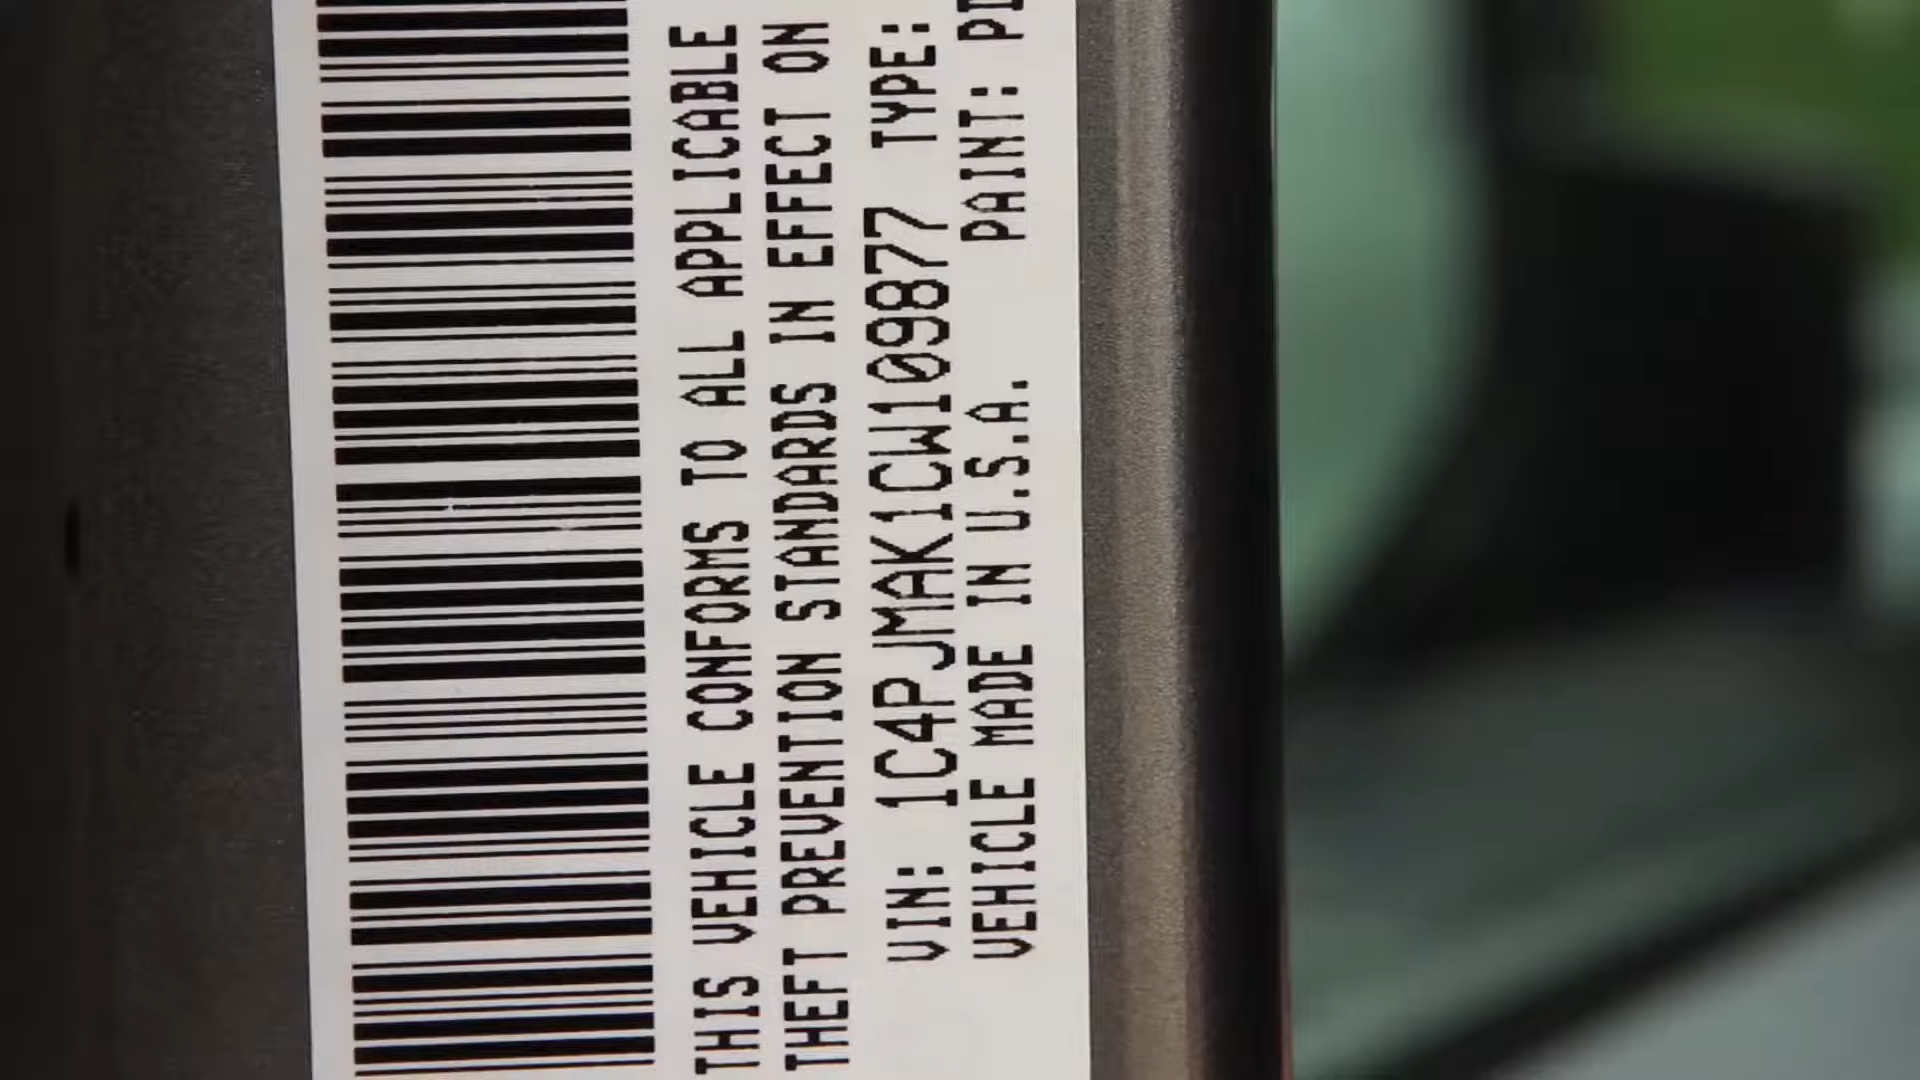 THIS VEHICLE CONFORMS TO ALL APPLICABLE
THEFT PREVENTION STANDARDS IN EFFECT ON
VIN: 1C4PJMAK1CW109877 TYPE:
VEHICLE MADE IN U.S.A. PAINT: